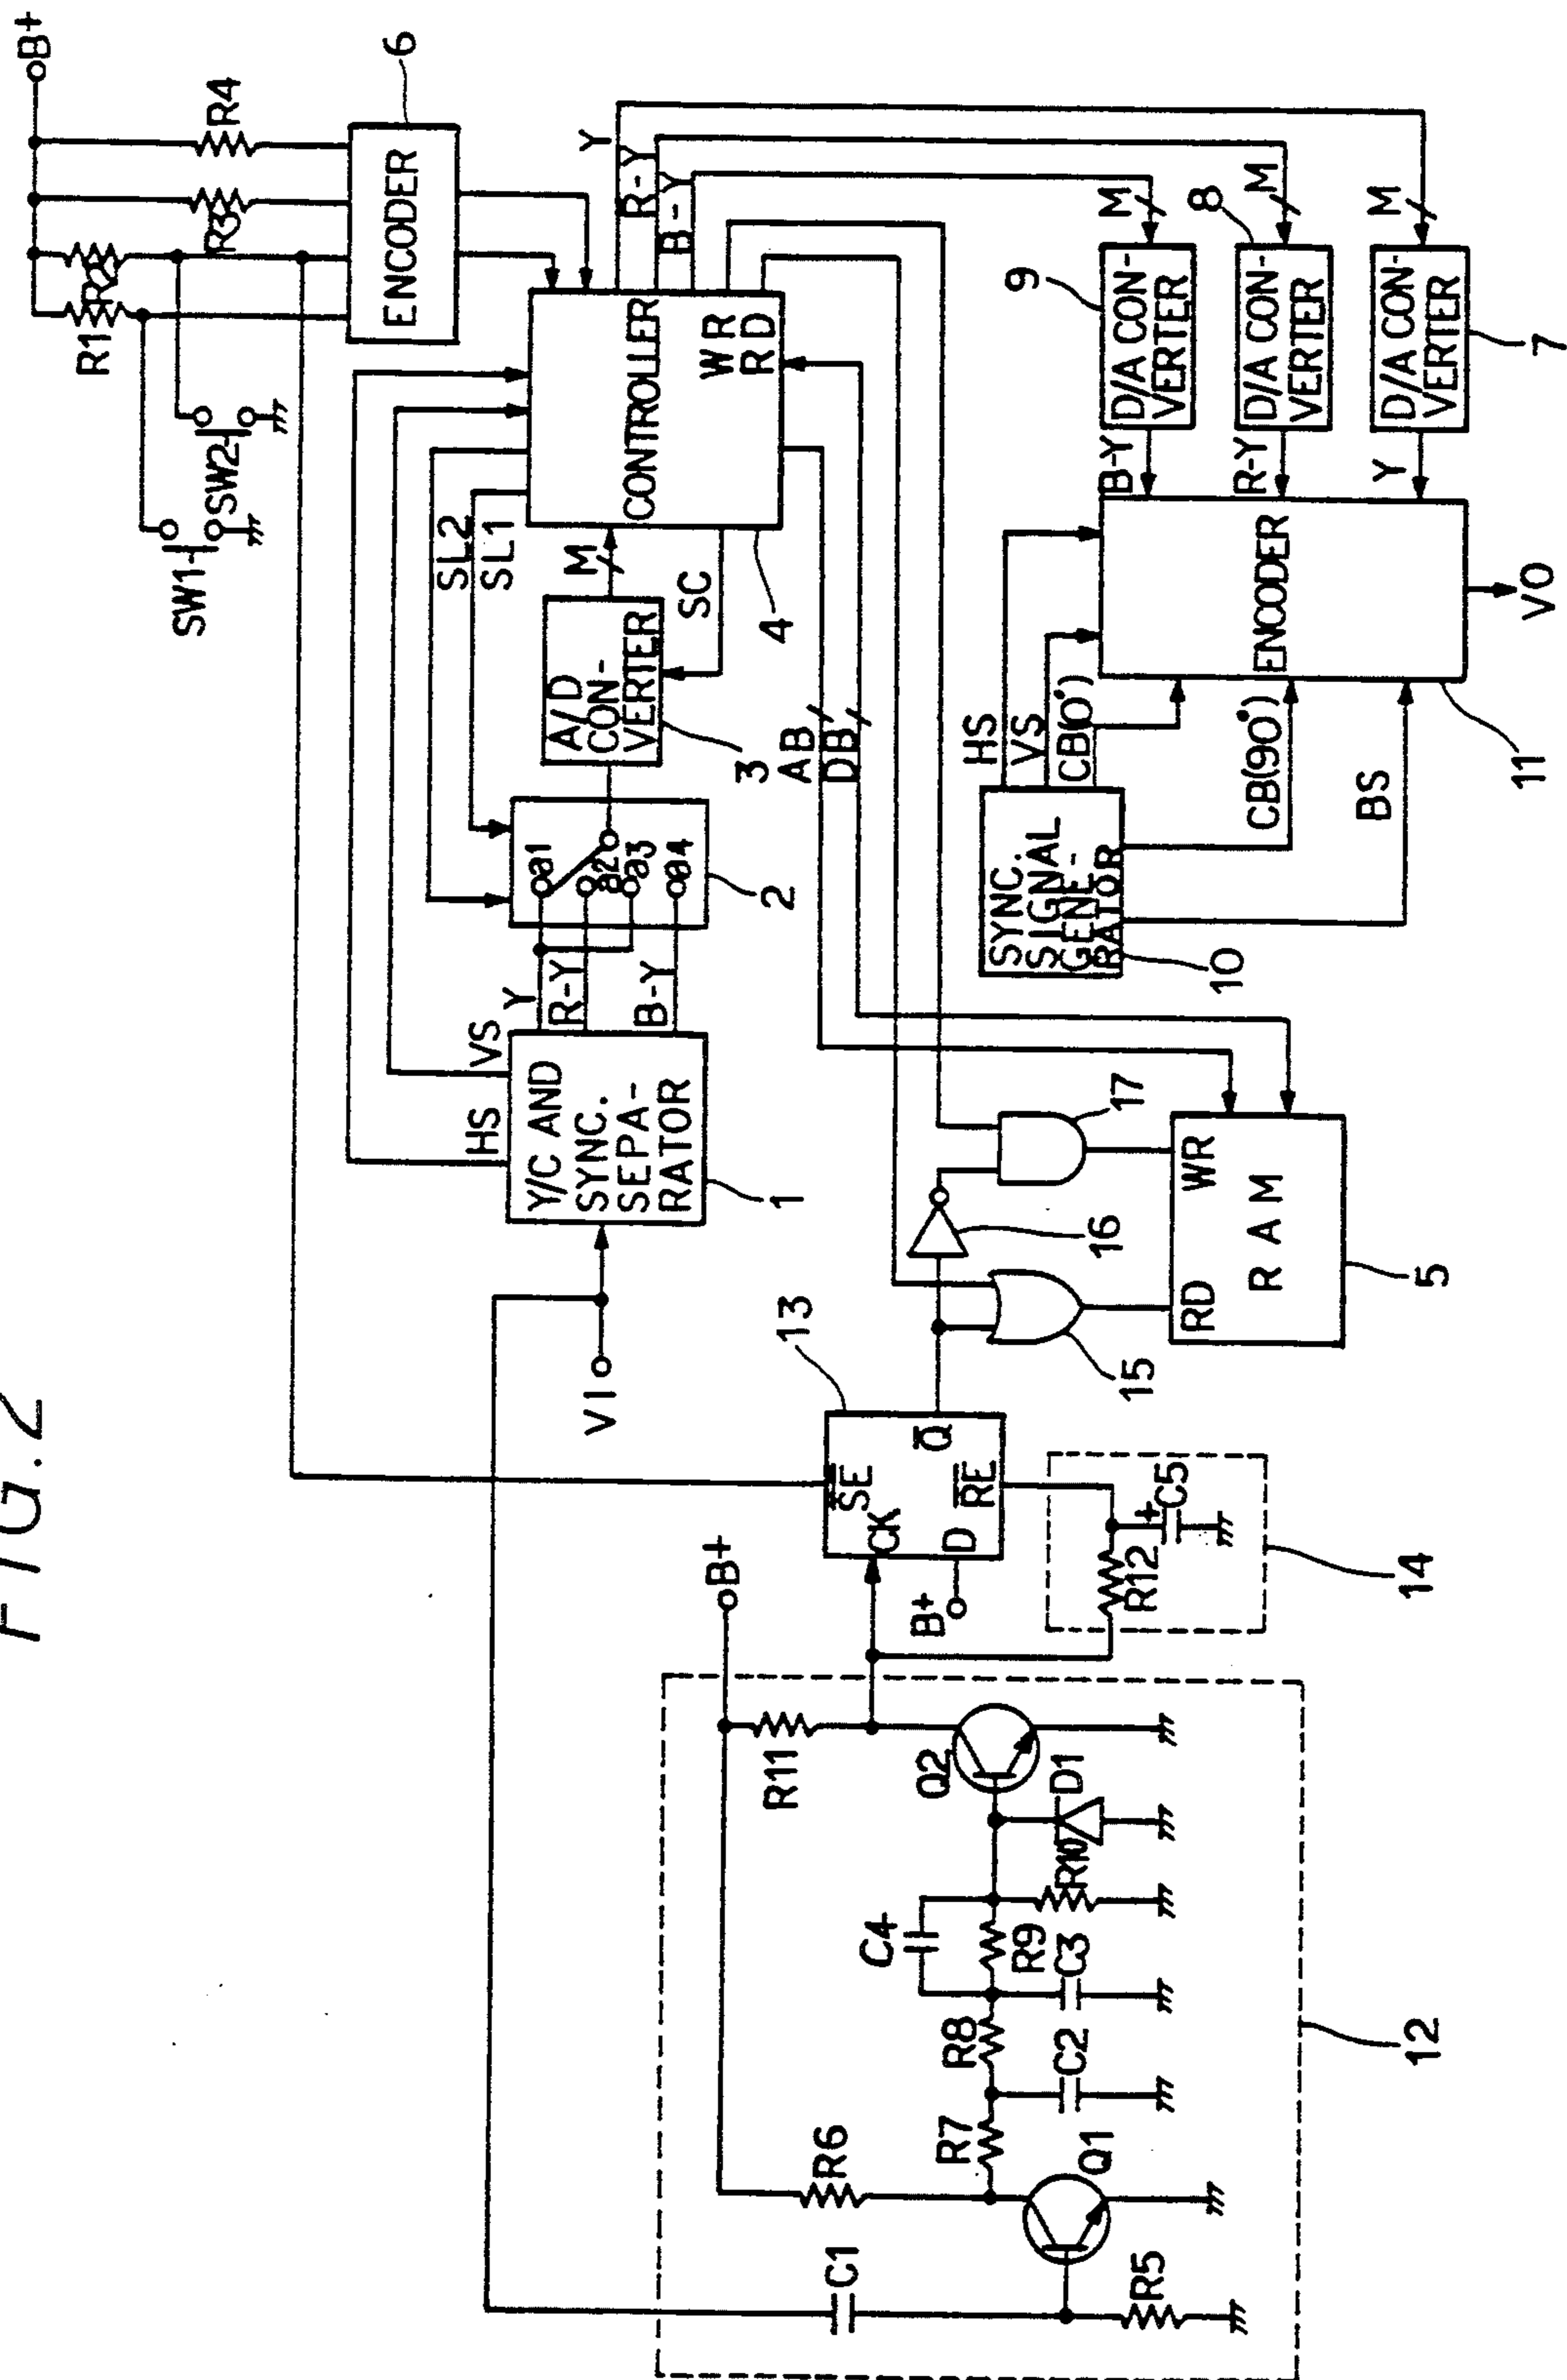 FIG. 2
B+
R1
R2
R3
R4
6
ENCODER
SW1
SW2
SL2
SL1
HS
VS
Y/C AND
SYNC.
SEPA-
RATOR
1
VI
Y
R-Y
B-Y
a1
a2
a3
a4
2
A/D
CON-
VERTER
3
M
SC
CONTROLLER
WR
RD
4
Y
R-Y
B-Y
AB
DB
M
M
M
9
D/A CON-
VERTER
8
D/A CON-
VERTER
7
D/A CON-
VERTER
B-Y
R-Y
Y
ENCODER
11
VO
HS
VS
CB(0°)
CB(90°)
BS
SYNC.
SIGNAL
GENE-
RATOR
10
17
16
15
WR
RD
RAM
5
13
SE
CK
D
Q
RE
B+
B+
R12
C5
+
14
R11
Q2
D1
R10
C4
R9
C3
R8
C2
R7
R6
Q1
C1
R5
12